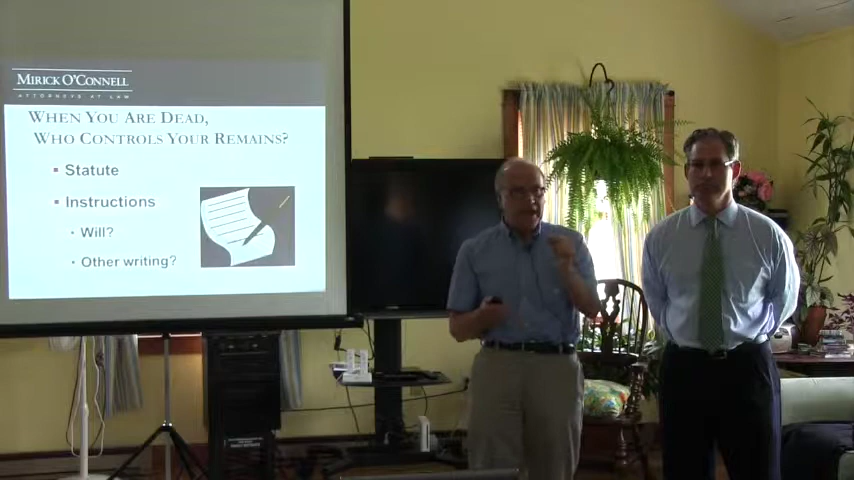 MIRICK O'CONNELL
ATTORNEYS AT LAW
WHEN YOU ARE DEAD,
WHO CONTROLS YOUR REMAINS?
Statute
Instructions
Will?
Other writing?